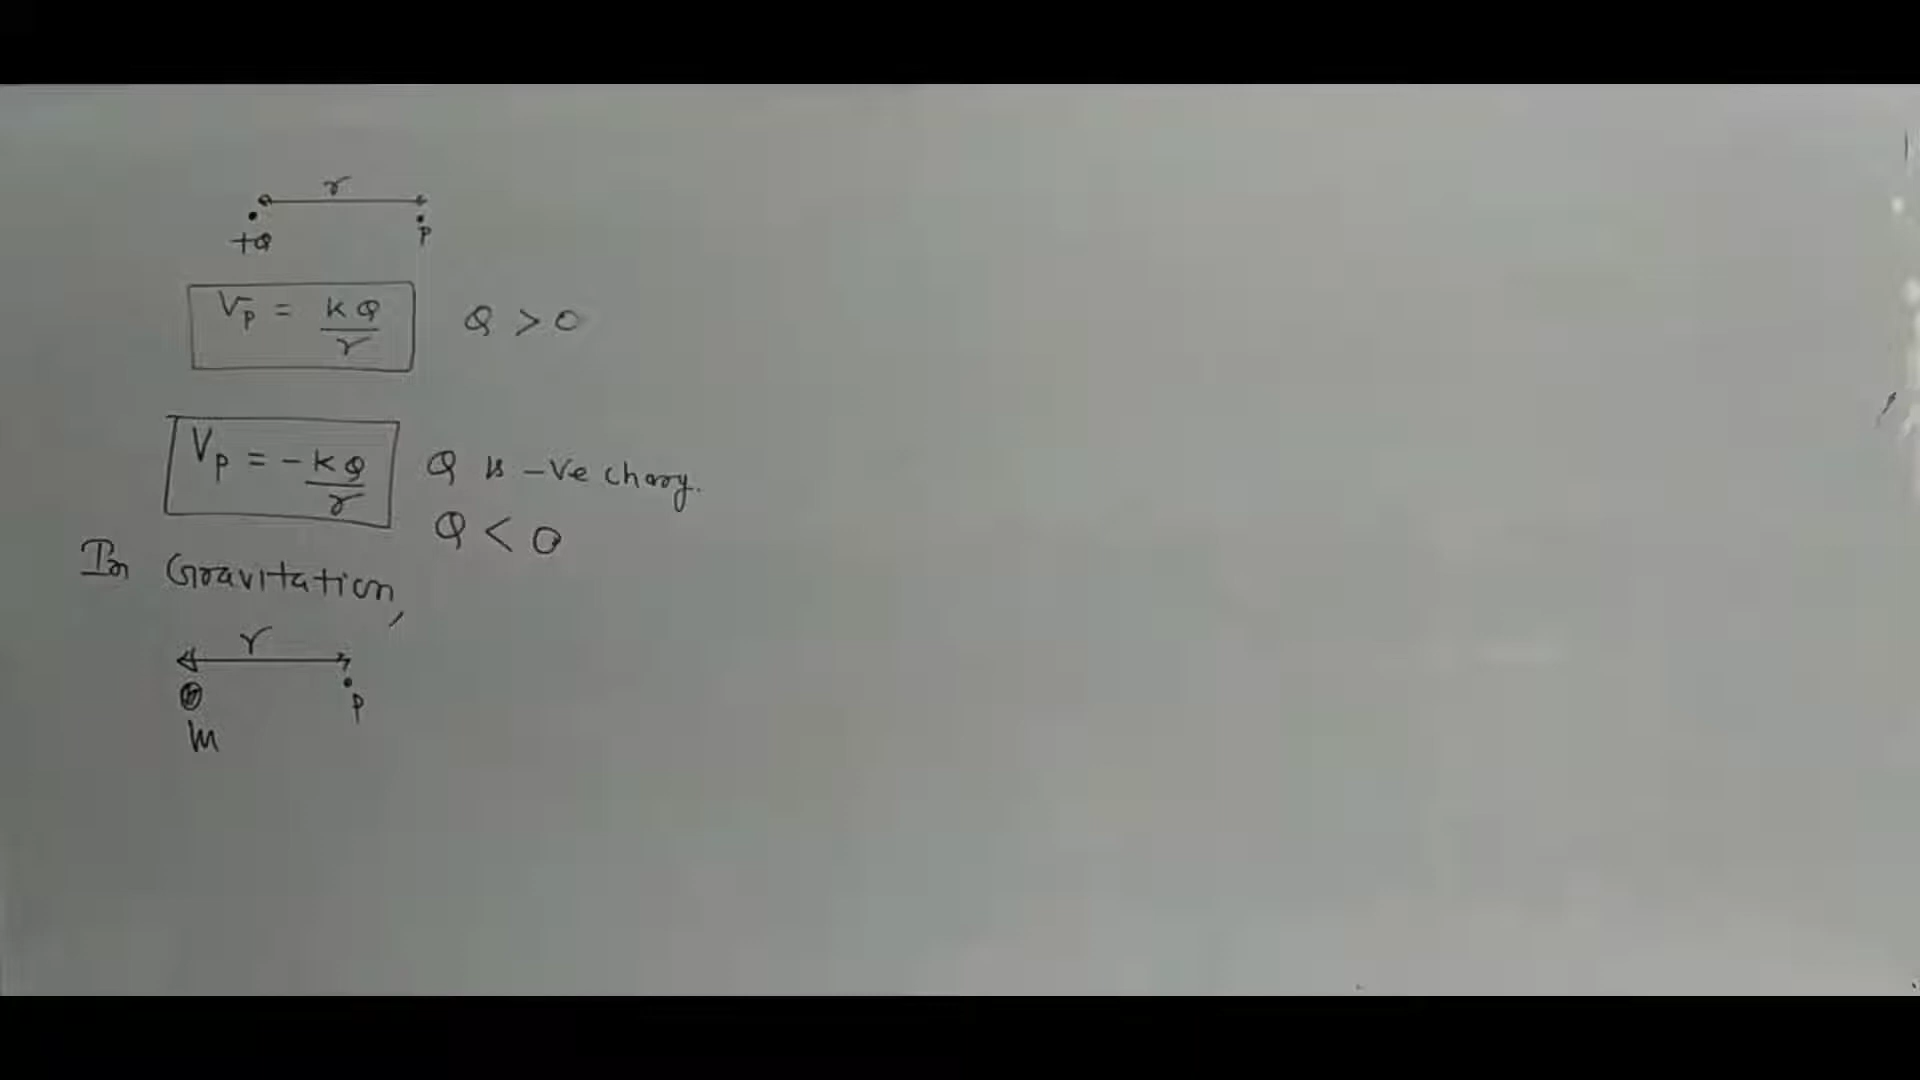 r
+Q P
Vp = kQ/r Q > 0
Vp = -kQ/r Q is -ve charg.
Q < 0
In Gravitation,
r
P
m